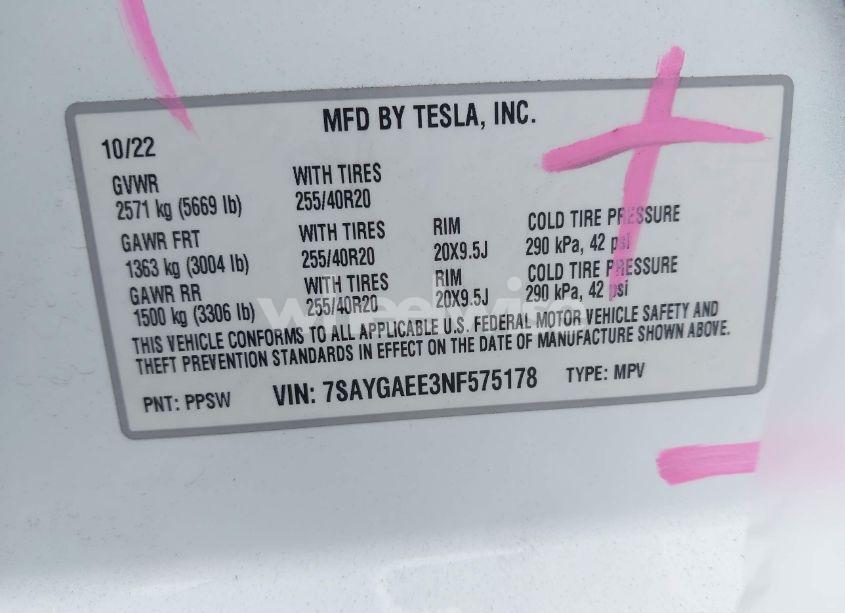 MFD BY TESLA, INC.
10/22
GVWR WITH TIRES
2571 kg (5669 lb) 255/40R20
GAWR FRT WITH TIRES RIM COLD TIRE PRESSURE
1363 kg (3004 lb) 255/40R20 20X9.5J 290 kPa, 42 psi
GAWR RR WITH TIRES RIM COLD TIRE PRESSURE
1500 kg (3306 lb) 255/40R20 20X9.5J 290 kPa, 42 psi
THIS VEHICLE CONFORMS TO ALL APPLICABLE U.S. FEDERAL MOTOR VEHICLE SAFETY AND
THEFT PREVENTION STANDARDS IN EFFECT ON THE DATE OF MANUFACTURE SHOWN ABOVE.
PNT: PPSW VIN: 7SAYGAEE3NF575178 TYPE: MPV